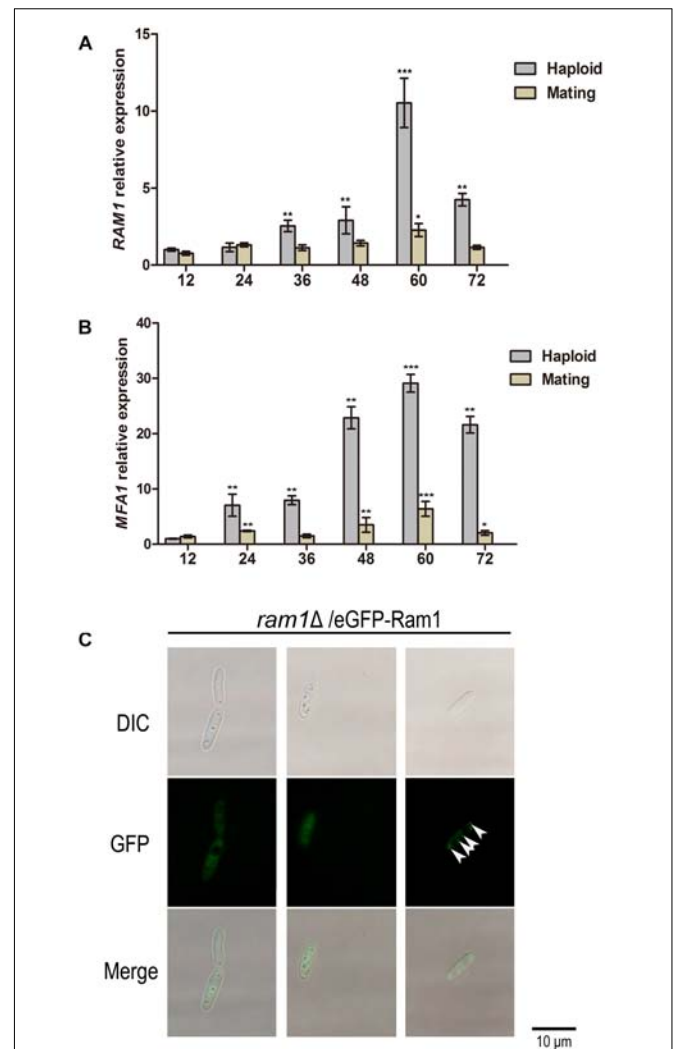 A
15
10
5
0
RAM1 relative expression
Haploid
Mating
***
**
**
*
**
12 24 36 48 60 72
B
40
30
20
10
0
MFA1 relative expression
Haploid
Mating
***
**
**
**
**
***
**
**
*
12 24 36 48 60 72
ram1Δ /eGFP-Ram1
C
DIC
GFP
Merge
10 μm